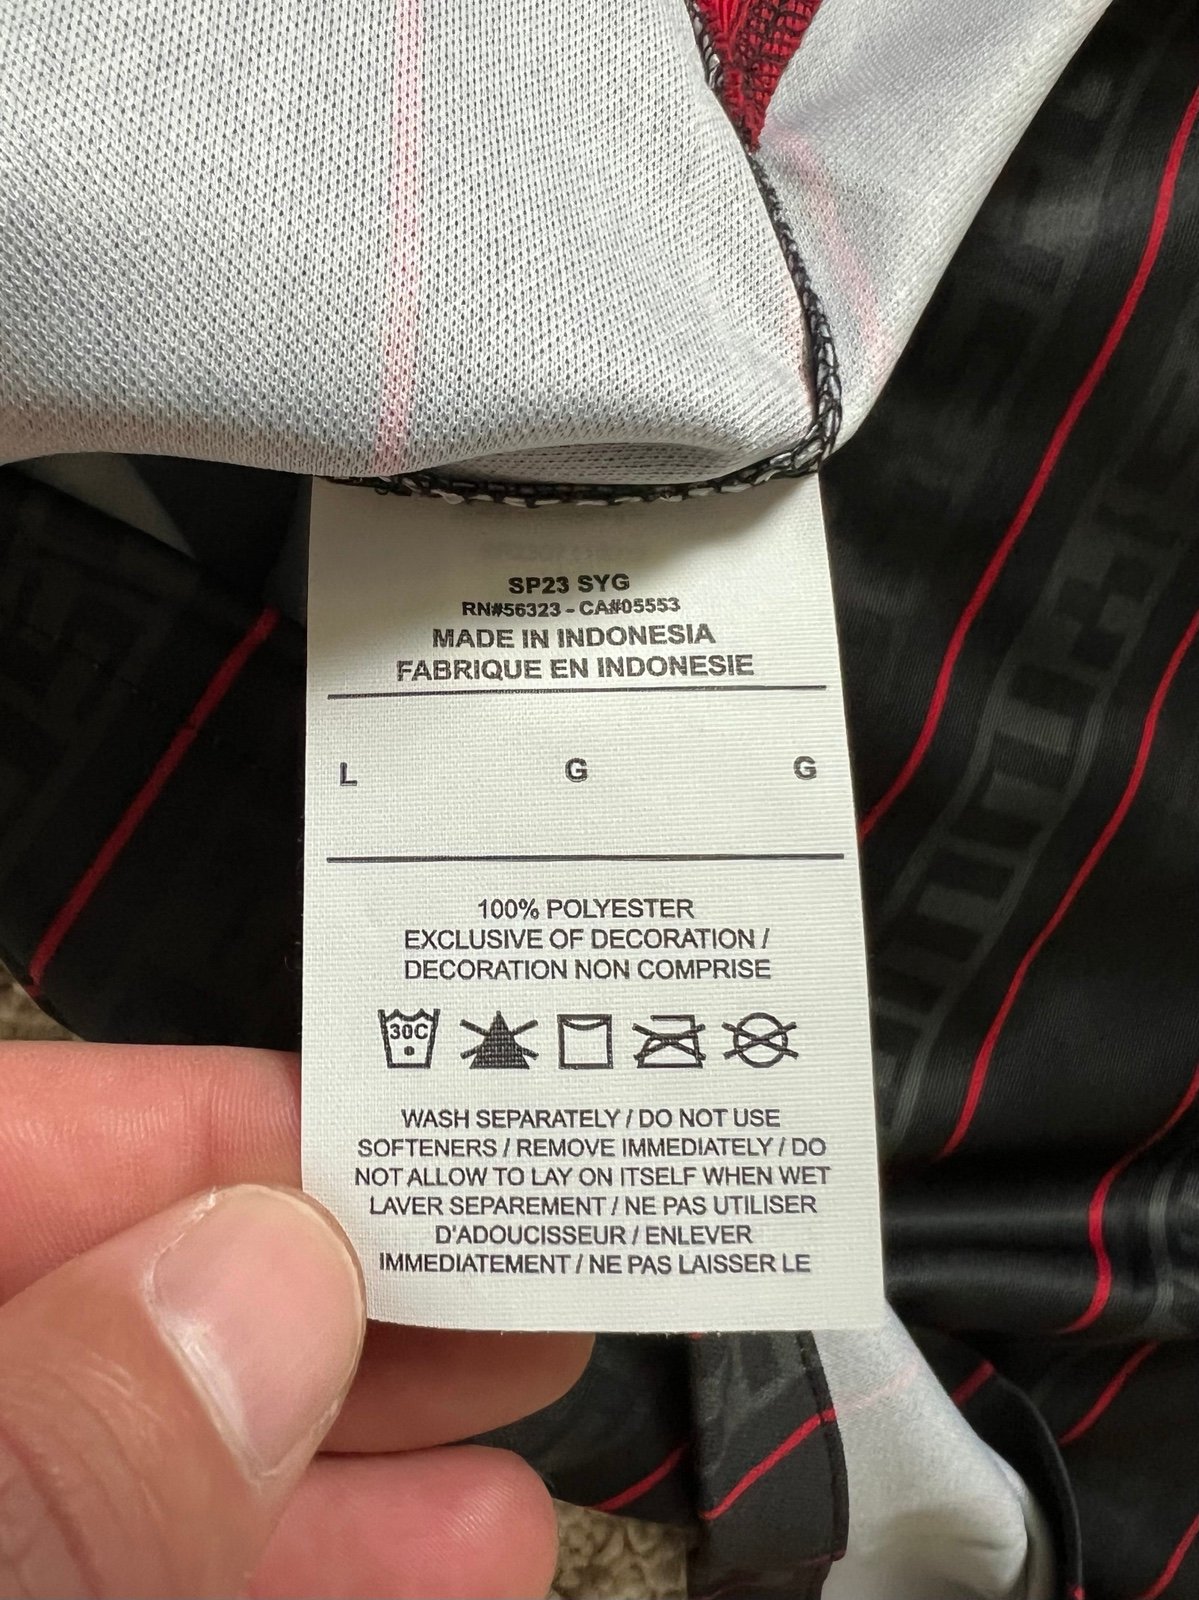 SP23 SYG
RN#56323 - CA#05553
MADE IN INDONESIA
FABRIQUE EN INDONESIE
L G G
100% POLYESTER
EXCLUSIVE OF DECORATION /
DECORATION NON COMPRISE
30C
WASH SEPARATELY / DO NOT USE
SOFTENERS / REMOVE IMMEDIATELY / DO
NOT ALLOW TO LAY ON ITSELF WHEN WET
LAVER SEPAREMENT / NE PAS UTILISER
D'ADOUCISSEUR / ENLEVER
IMMEDIATEMENT / NE PAS LAISSER LE